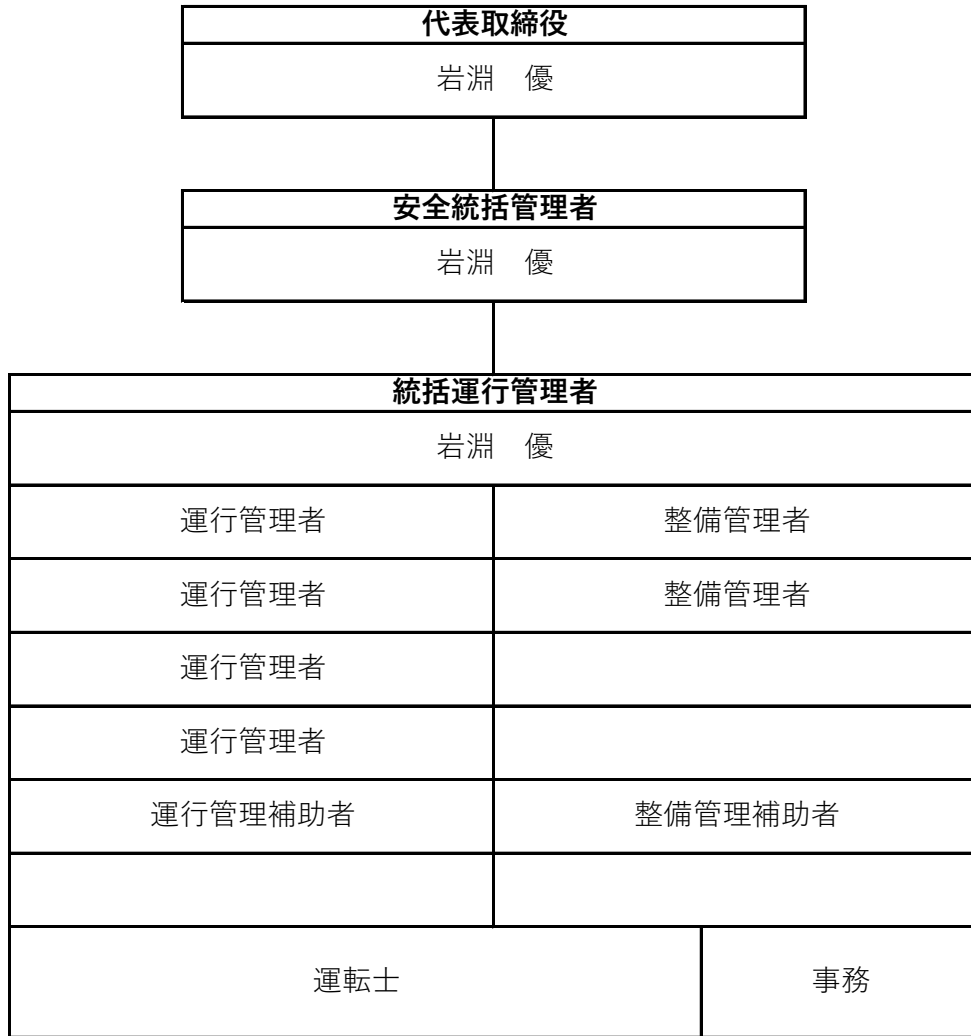 代表取締役
岩淵　優
安全統括管理者
岩淵　優
統括運行管理者
岩淵　優
運行管理者　整備管理者
運行管理者　整備管理者
運行管理者
運行管理者
運行管理補助者　整備管理補助者
運転士　事務